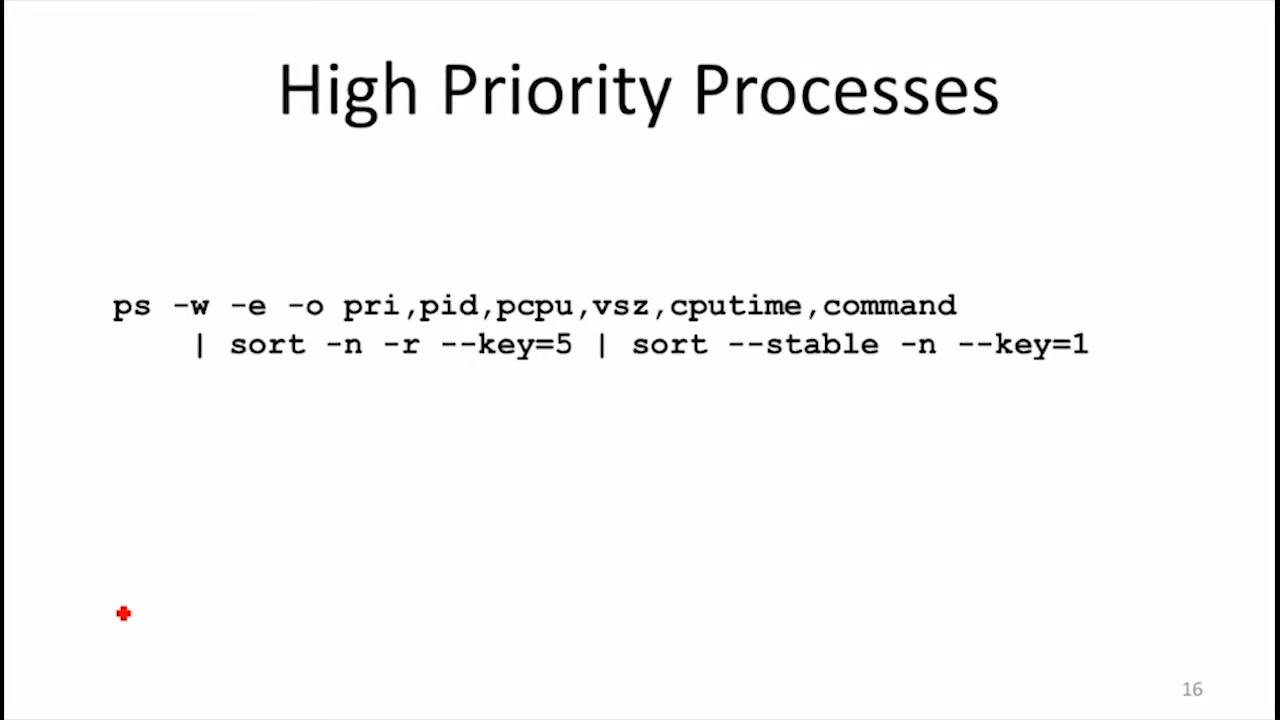 High Priority Processes
ps -w -e -o pri,pid,pcpu,vsz,cputime,command
| sort -n -r --key=5 | sort --stable -n --key=1
16